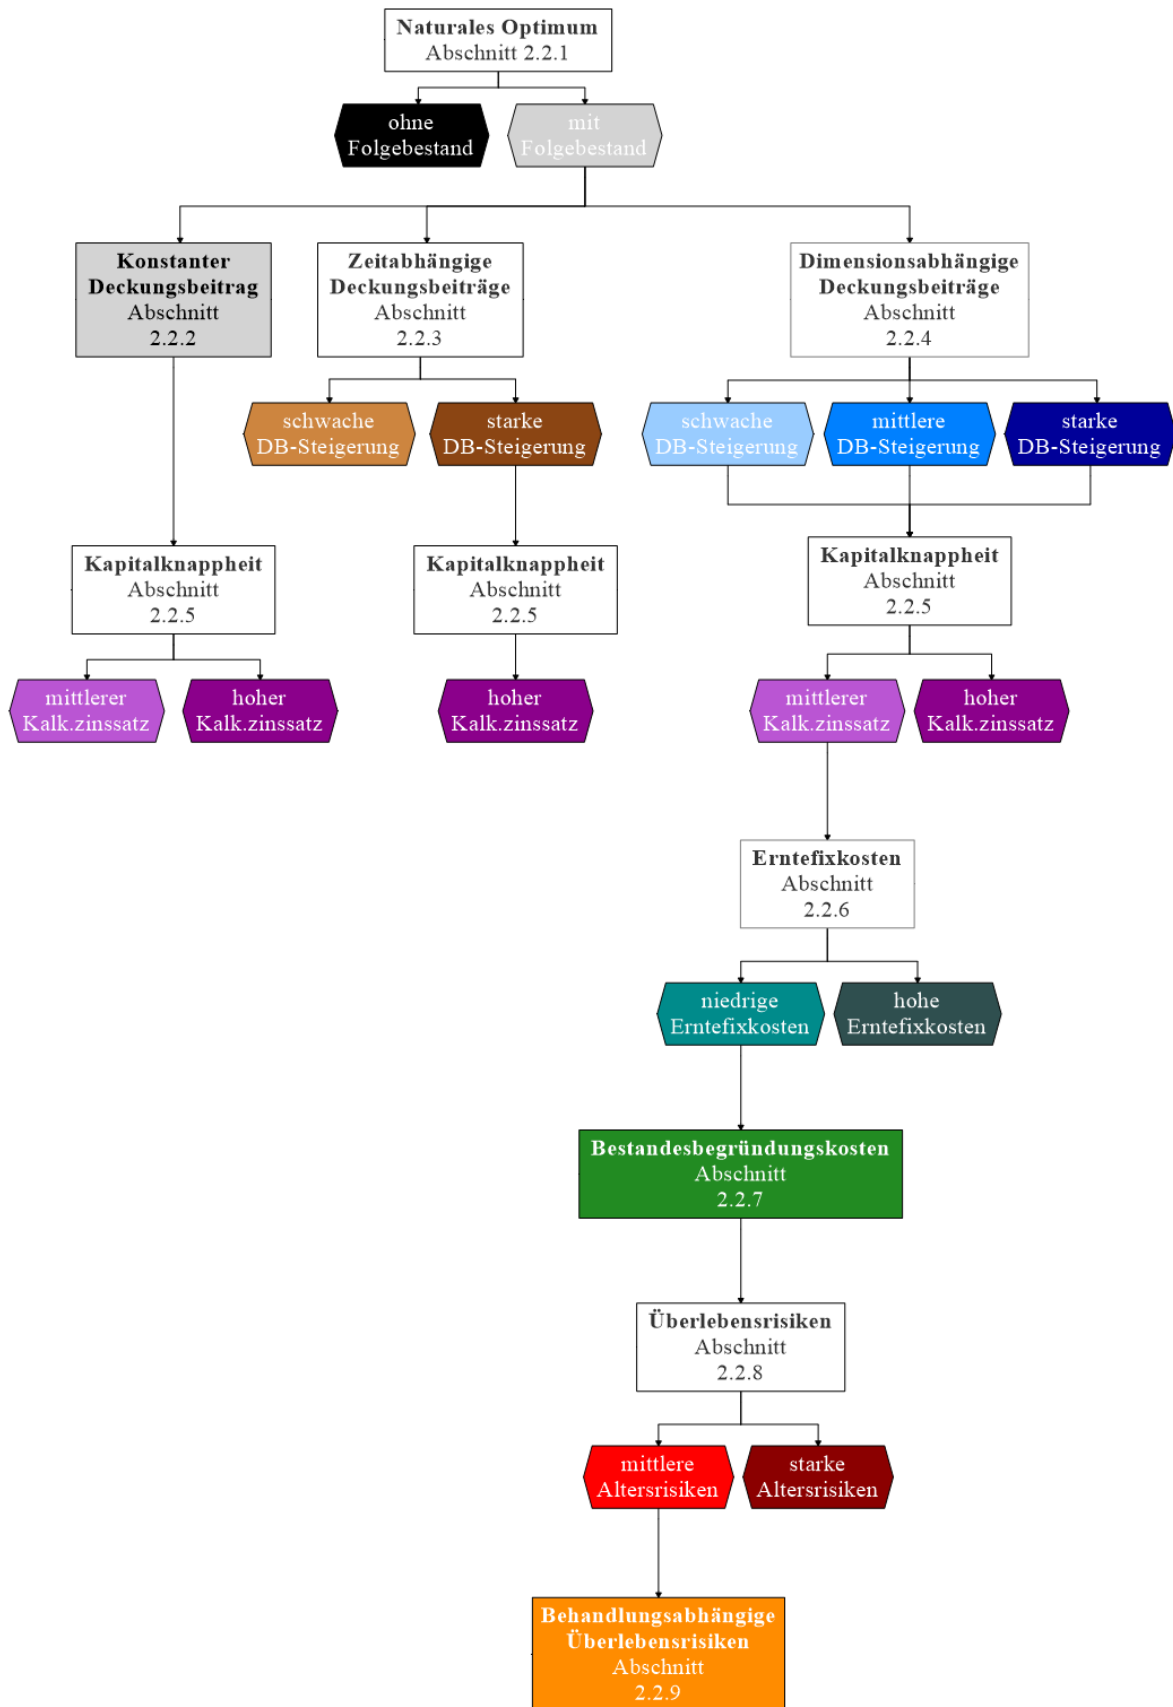 Naturales Optimum
Abschnitt 2.2.1
ohne
Folgebestand
mit
Folgebestand
Konstanter
Deckungsbeitrag
Abschnitt
2.2.2
Zeitabhängige
Deckungsbeiträge
Abschnitt
2.2.3
Dimensionsabhängige
Deckungsbeiträge
Abschnitt
2.2.4
schwache
DB-Steigerung
starke
DB-Steigerung
schwache
DB-Steigerung
mittlere
DB-Steigerung
starke
DB-Steigerung
Kapitalknappheit
Abschnitt
2.2.5
Kapitalknappheit
Abschnitt
2.2.5
Kapitalknappheit
Abschnitt
2.2.5
mittlerer
Kalk.zinssatz
hoher
Kalk.zinssatz
hoher
Kalk.zinssatz
mittlerer
Kalk.zinssatz
hoher
Kalk.zinssatz
Erntefixkosten
Abschnitt
2.2.6
niedrige
Erntefixkosten
hohe
Erntefixkosten
Bestandesbegründungskosten
Abschnitt
2.2.7
Überlebensrisiken
Abschnitt
2.2.8
mittlere
Altersrisiken
starke
Altersrisiken
Behandlungsabhängige
Überlebensrisiken
Abschnitt
2.2.9